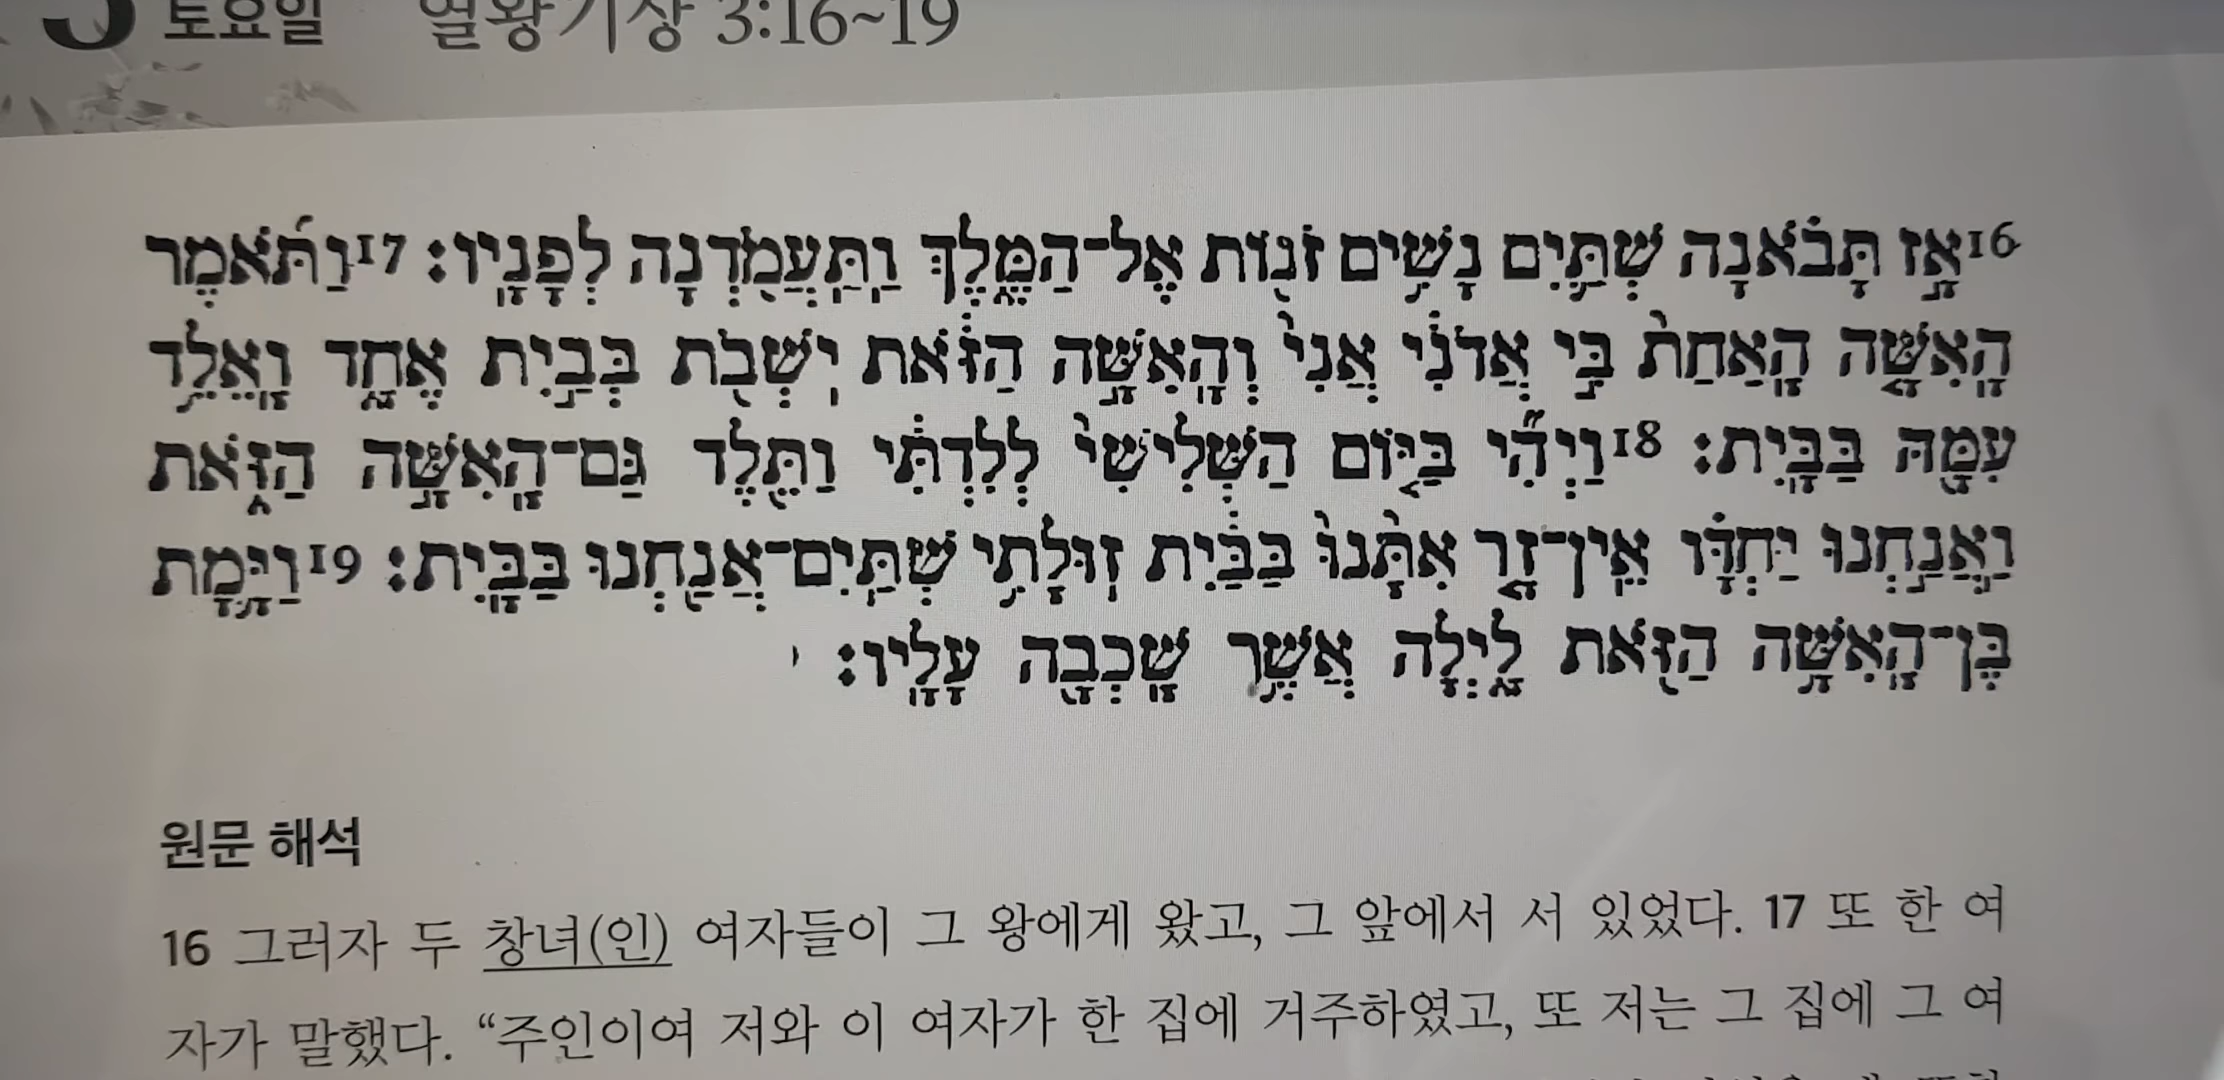 토요일 열왕기상 3:16~19
16אָ֣ז תָּבֹ֗אנָה שְׁתַּ֛יִם נָשִׁ֥ים זֹנ֖וֹת אֶל־הַמֶּ֑לֶךְ וַֽתַּעֲמֹ֖דְנָה לְפָנָֽיו׃ 17וַתֹּ֜אמֶר
הָֽאִשָּׁ֤ה הָֽאַחַת֙ בִּ֣י אֲדֹנִ֔י אֲנִי֙ וְהָֽאִשָּׁ֣ה הַזֹּ֔את יֹֽשְׁבֹ֖ת בְּבַ֣יִת אֶחָ֑ד וָֽאֵלֵ֥ד
עִמָּ֖הּ בַּבָּֽיִת׃ 18וַיְהִ֞י בַּיּ֤וֹם הַשְּׁלִישִׁי֙ לְלִדְתִּ֔י וַתֵּ֖לֶד גַּם־הָֽאִשָּׁ֣ה הַזֹּ֑את
וַֽאֲנַ֣חְנוּ יַחְדָּ֗ו אֵֽין־זָ֤ר אִתָּ֙נוּ֙ בַּבַּ֔יִת זֽוּלָתִ֥י שְׁתַּֽיִם־אֲנַ֖חְנוּ בַּבָּֽיִת׃ 19וַיָּ֛מָת
בֶּן־הָֽאִשָּׁ֥ה הַזֹּ֖את לָ֑יְלָה אֲשֶׁ֥ר שָׁכְבָ֖ה עָלָֽיו׃
원문 해석
16 그러자 두 창녀(인) 여자들이 그 왕에게 왔고, 그 앞에서 서 있었다. 17 또 한 여
자가 말했다. “주인이여 저와 이 여자가 한 집에 거주하였고, 또 저는 그 집에 그 여